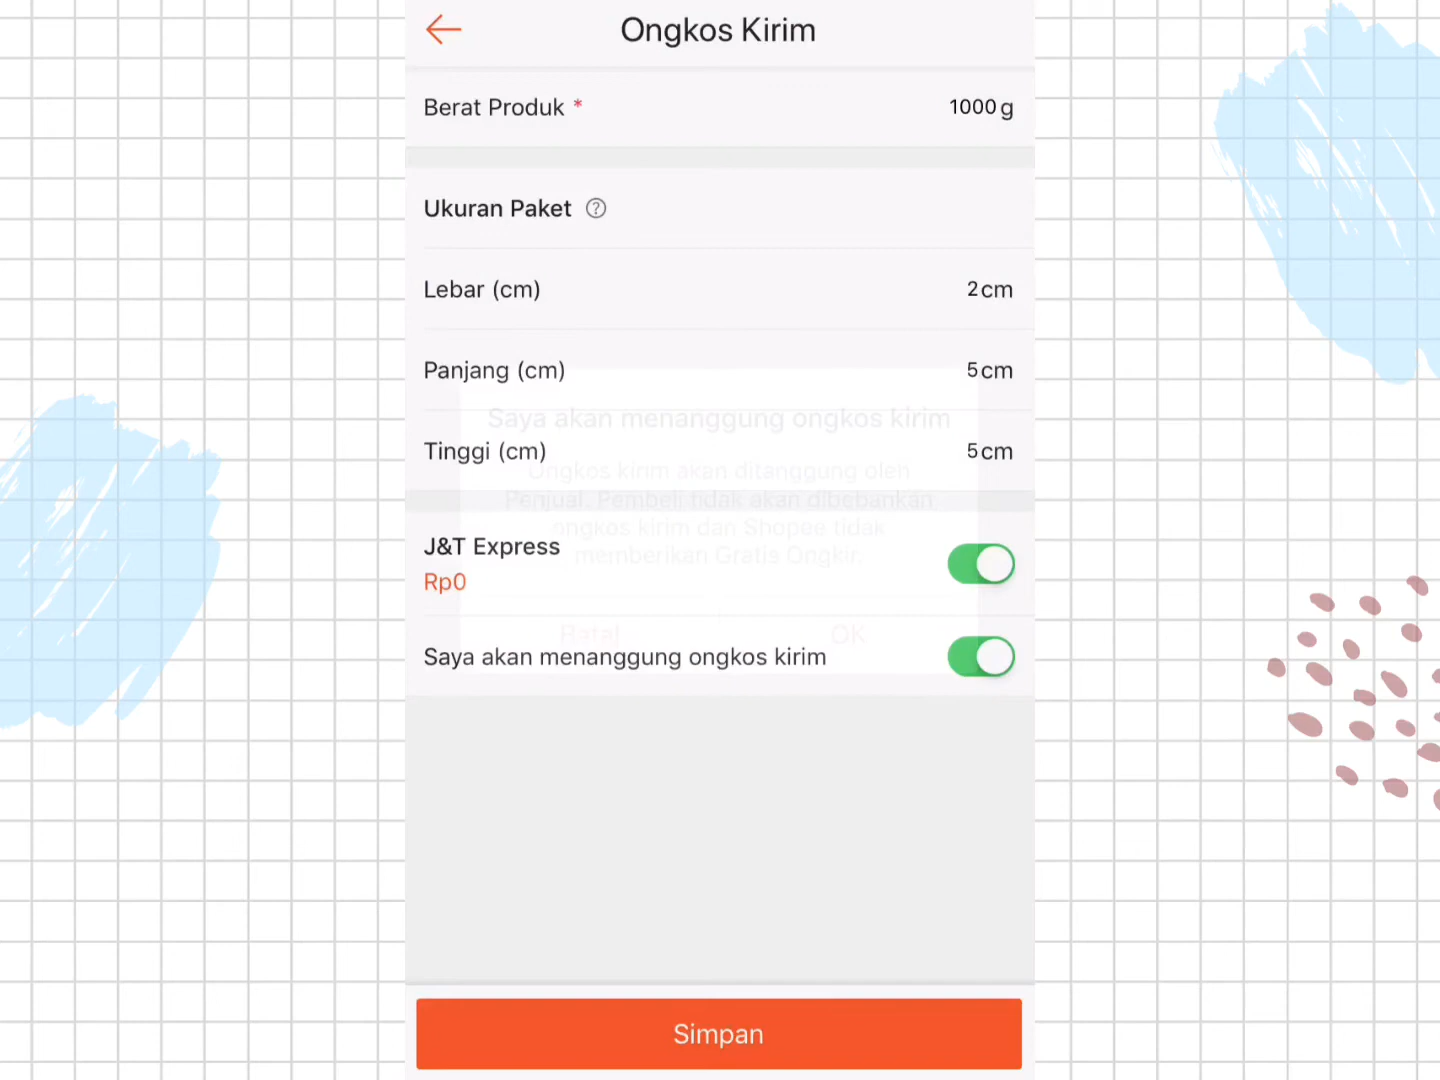 Ongkos Kirim
Berat Produk *
1000 g
Ukuran Paket ?
Lebar (cm)
2 cm
Panjang (cm)
5 cm
Saya akan menanggung ongkos kirim
Tinggi (cm)
5 cm
Ongkos kirim akan ditanggung oleh
Penjual. Pembeli tidak akan dibebankan
ongkos kirim dan Shopee tidak
memberikan Gratis Ongkir.
J&T Express
Rp0
Batal
OK
Saya akan menanggung ongkos kirim
Simpan